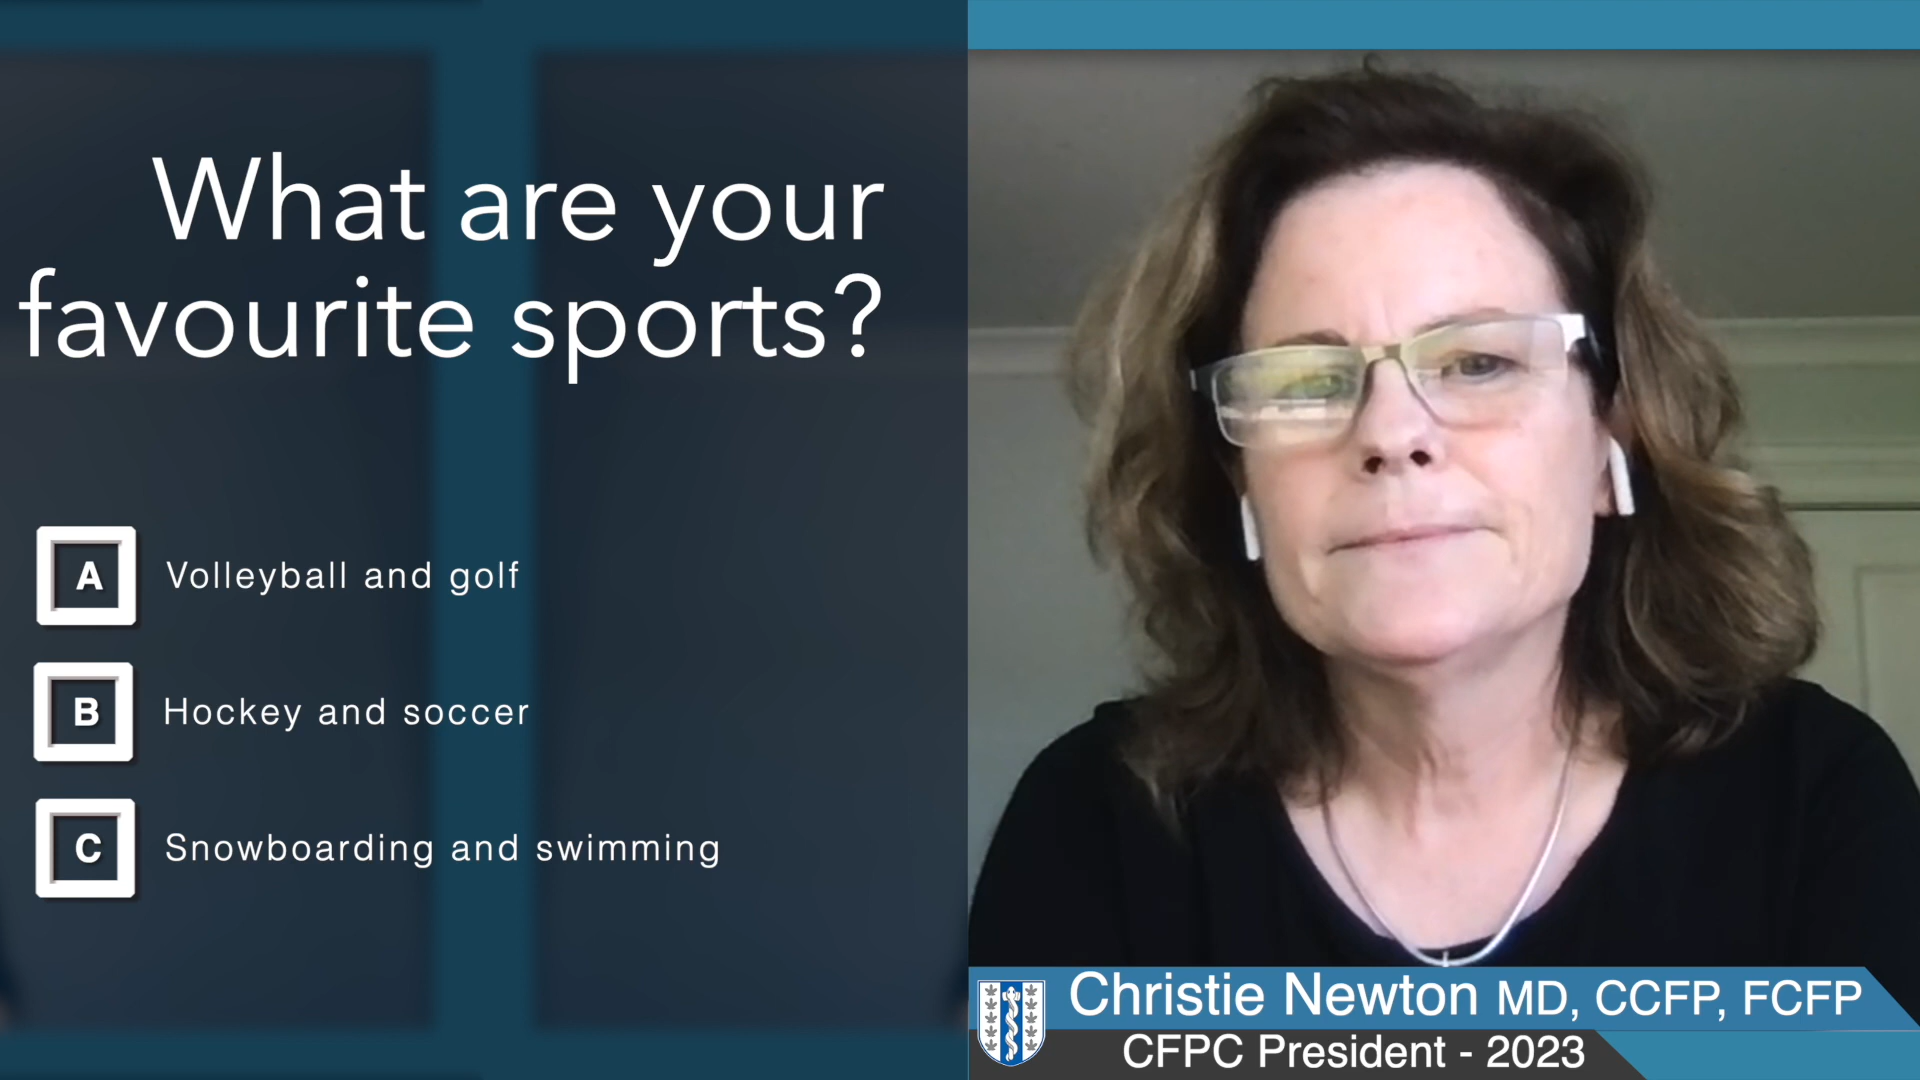 What are your
favourite sports?
A Volleyball and golf
B Hockey and soccer
C Snowboarding and swimming
Christie Newton MD, CCFP, FCFP
CFPC President - 2023